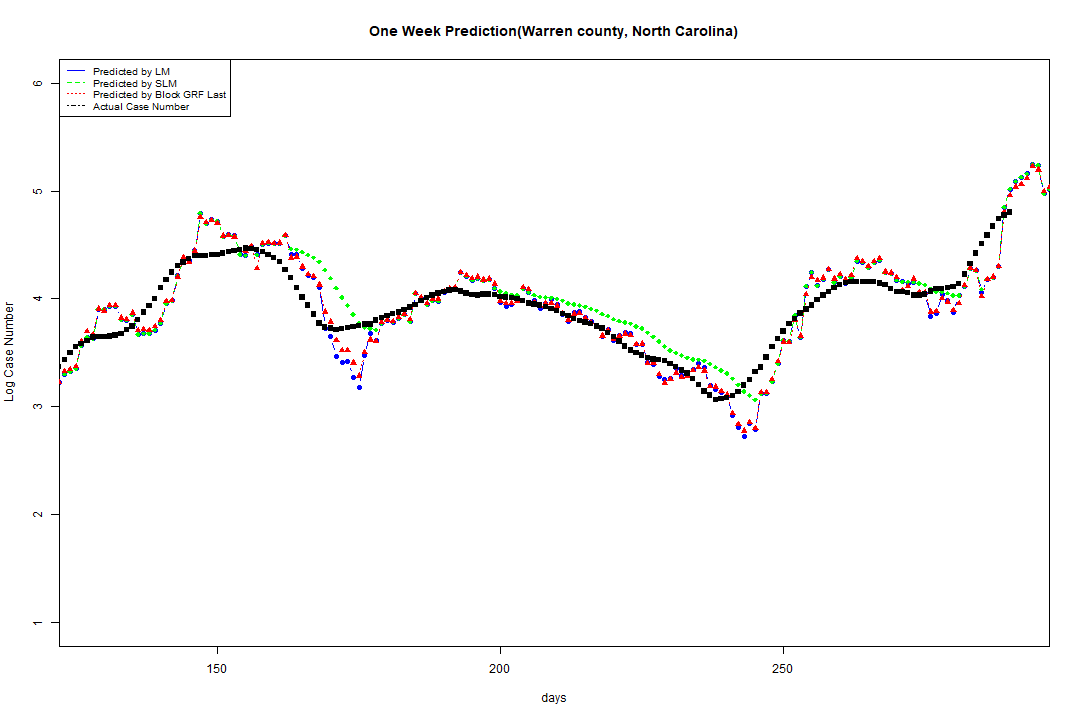 One Week Prediction(Warren county, North Carolina)
Predicted by LM
Predicted by SLM
Predicted by Block GRF Last
Actual Case Number
6
5
4
3
2
1
Log Case Number
150
200
250
days